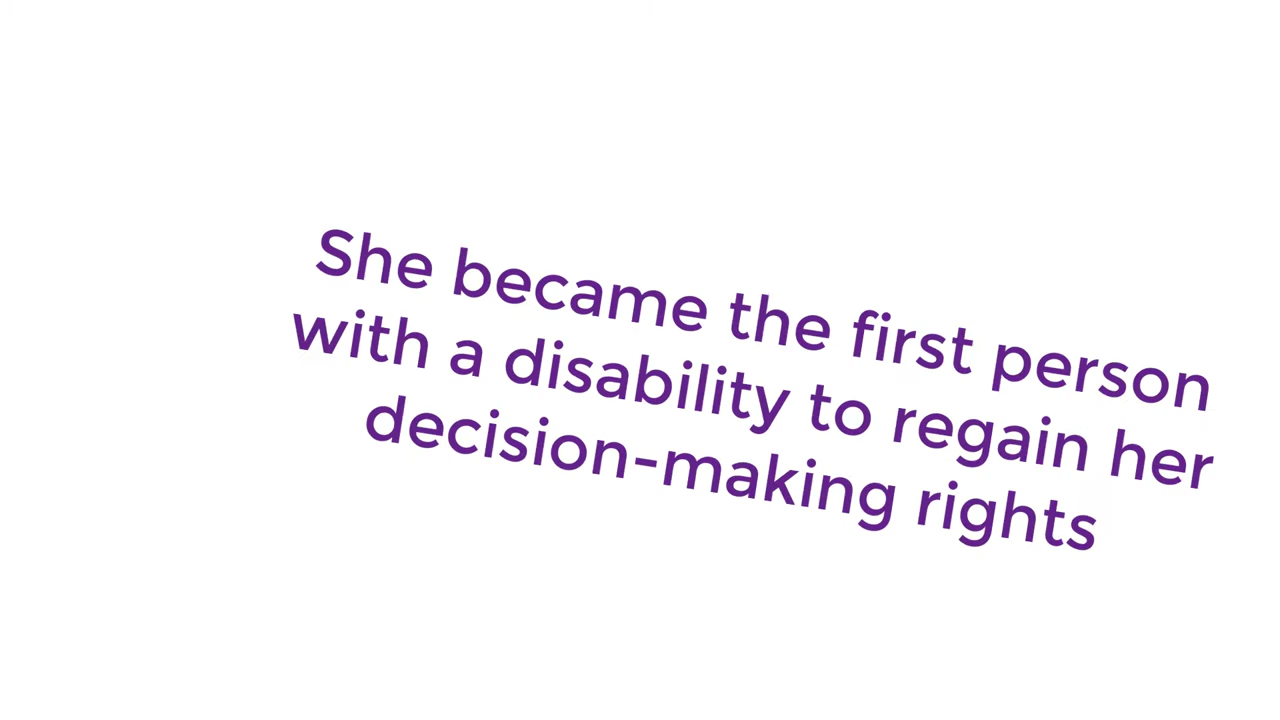 She became the first person
with a disability to regain her
decision-making rights